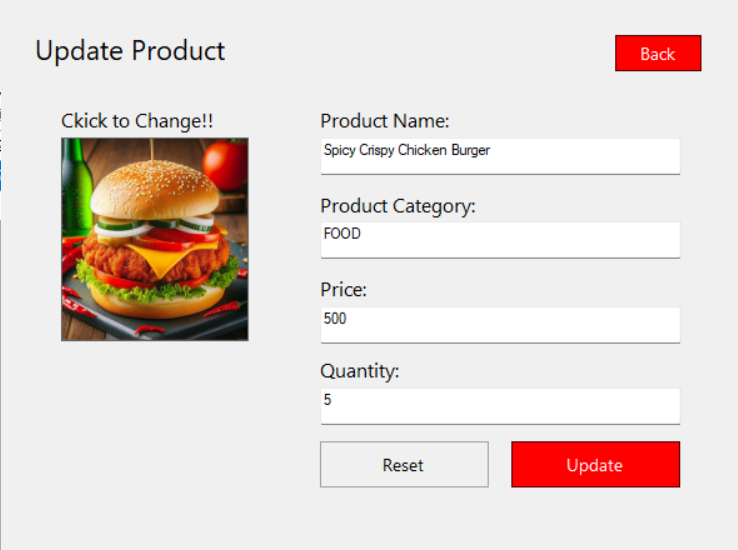 Update Product
Back
Ckick to Change!!
Product Name:
Spicy Crispy Chicken Burger
Product Category:
FOOD
Price:
500
Quantity:
5
Reset
Update